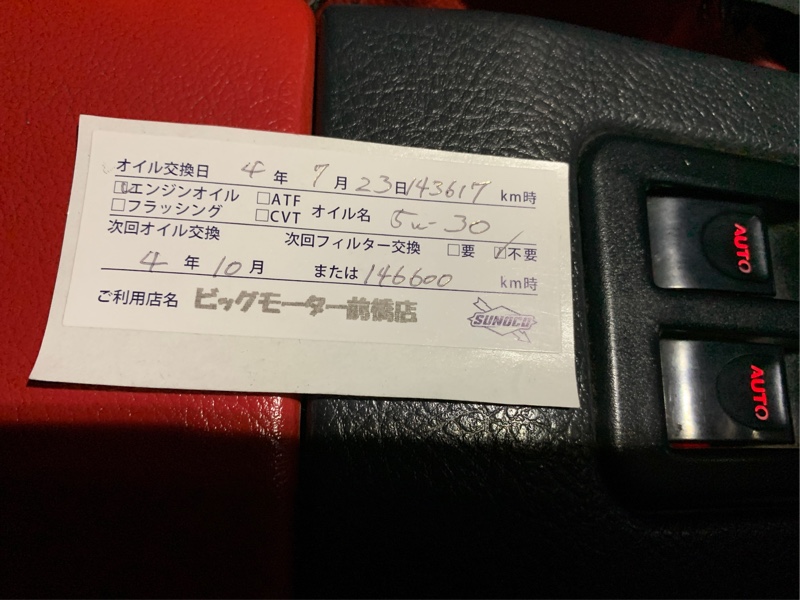 オイル交換日 4年 7月 23日 143617 km時
☑エンジンオイル □ATF
□フラッシング □CVT オイル名 5w-30
次回オイル交換 次回フィルター交換 □要 ☑不要
4年 10月 または 146600 km時
ご利用店名 ビッグモーター前橋店 SUNOCO
AUTO
AUTO